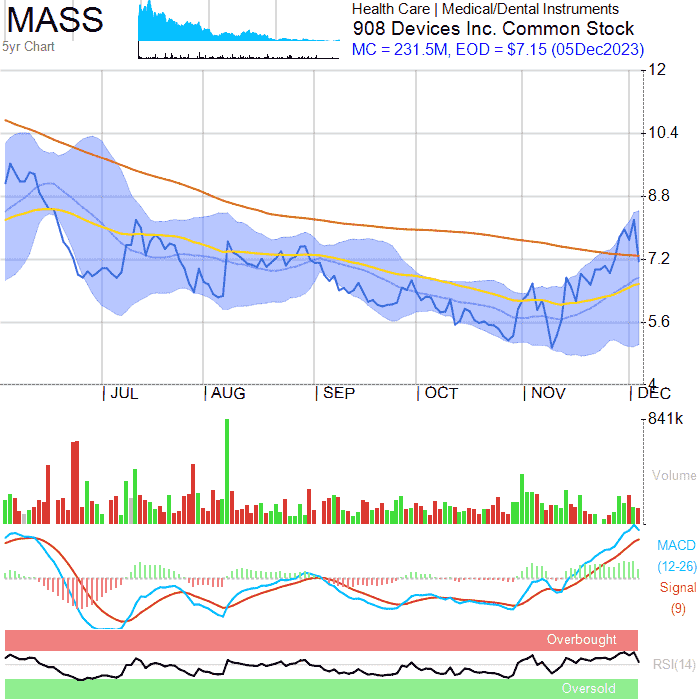 MASS
5yr Chart
Health Care | Medical/Dental Instruments
908 Devices Inc. Common Stock
MC = 231.5M, EOD = $7.15 (05Dec2023)
12
10.4
8.8
7.2
5.6
4
JUL AUG SEP OCT NOV DEC
841k
Volume
MACD
(12-26)
Signal
(9)
Overbought
RSI(14)
Oversold